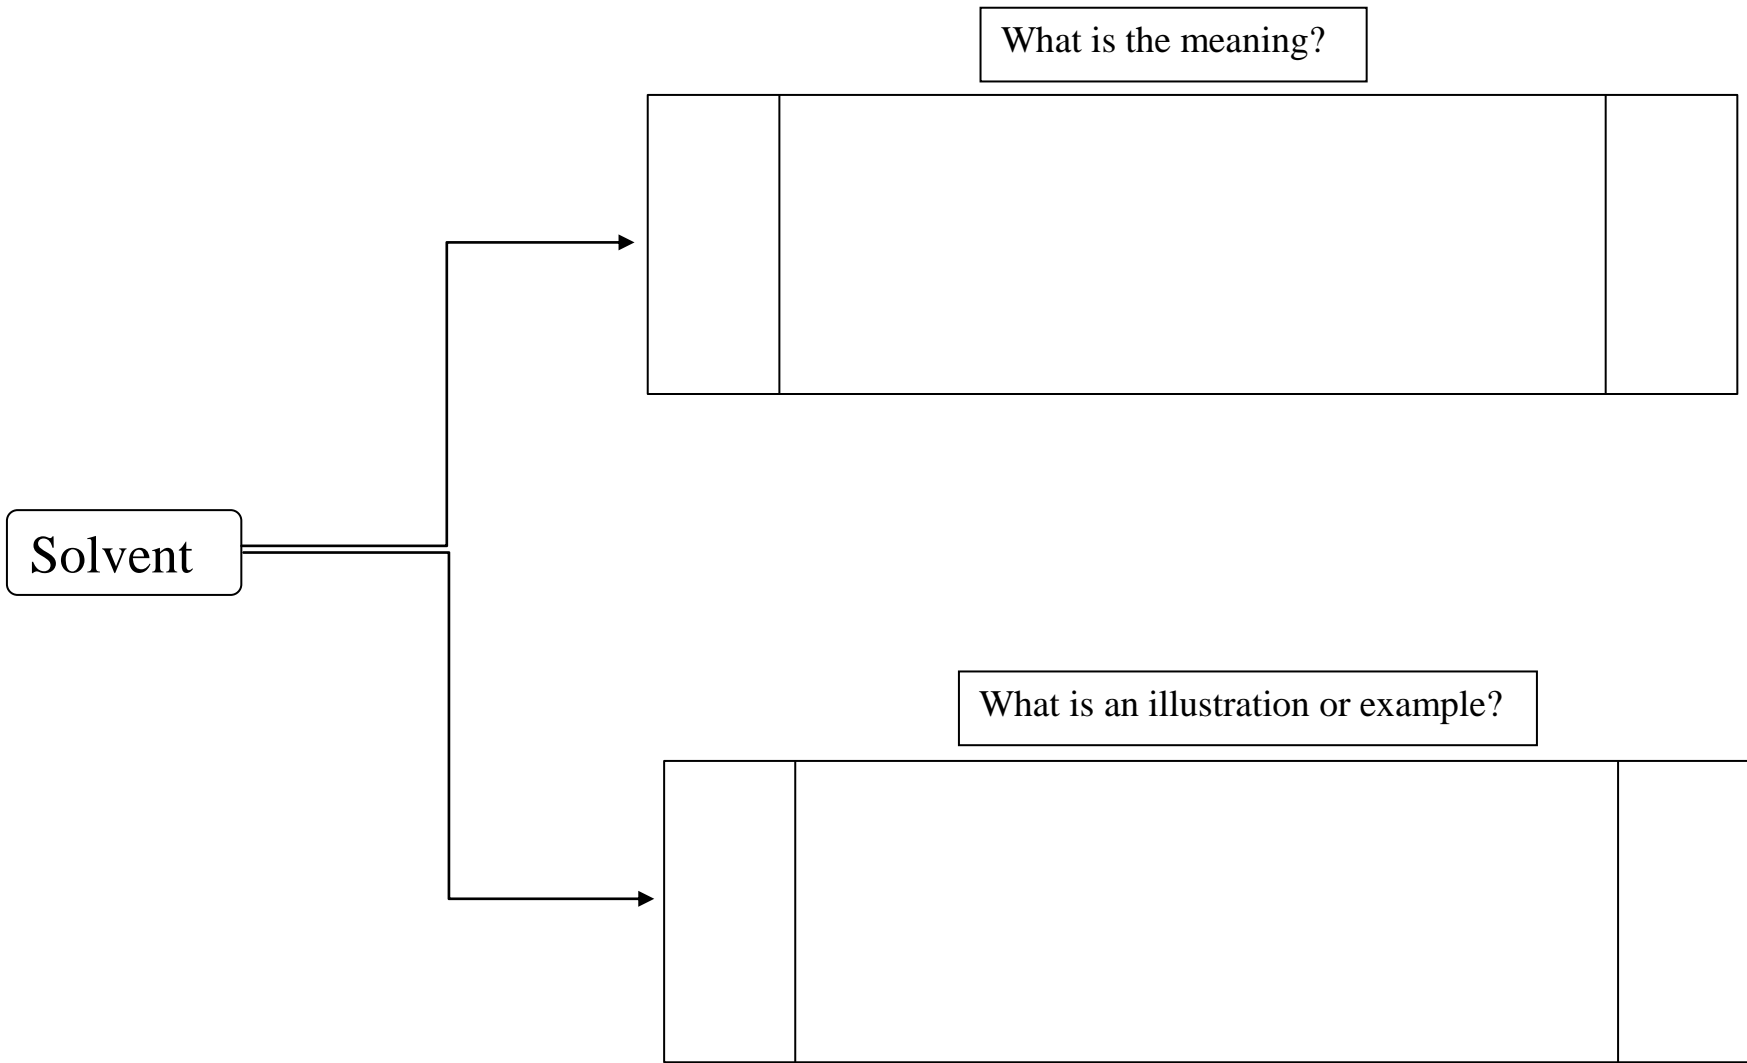 What is the meaning?
Solvent
What is an illustration or example?